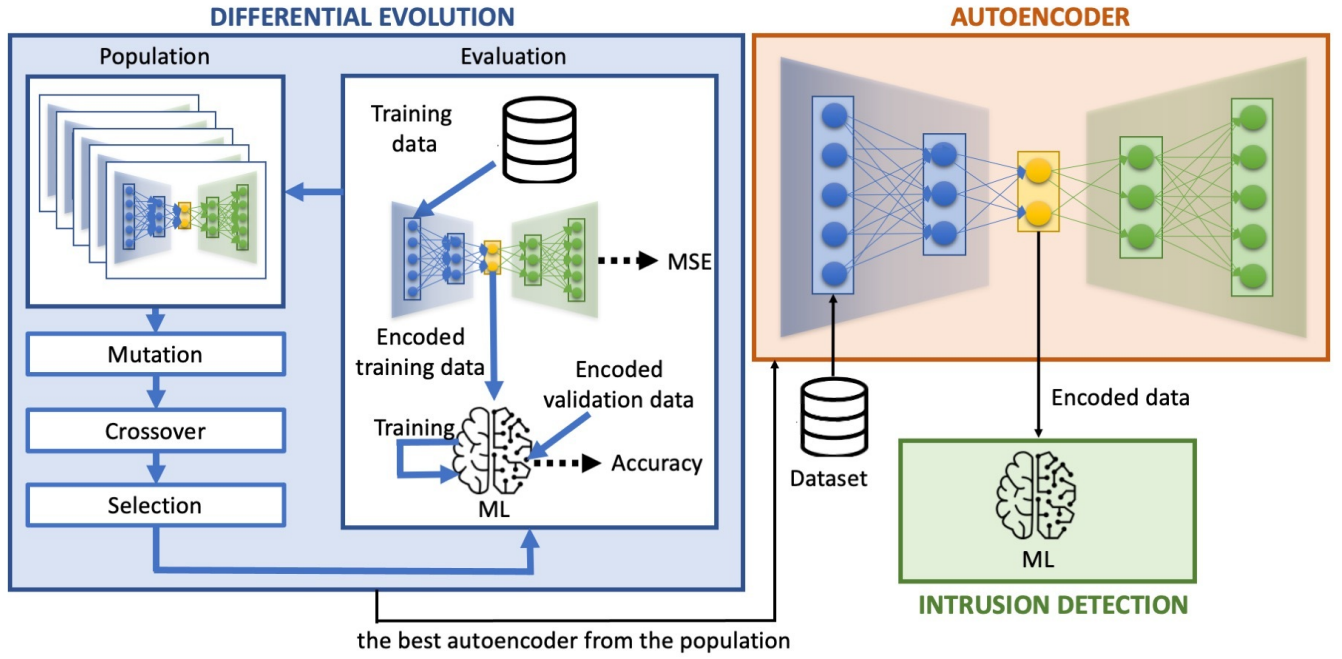 DIFFERENTIAL EVOLUTION
Population
Mutation
Crossover
Selection
Evaluation
Training
data
MSE
Encoded
training data
Encoded
validation data
Training
Accuracy
ML
the best autoencoder from the population
AUTOENCODER
Dataset
Encoded data
ML
INTRUSION DETECTION